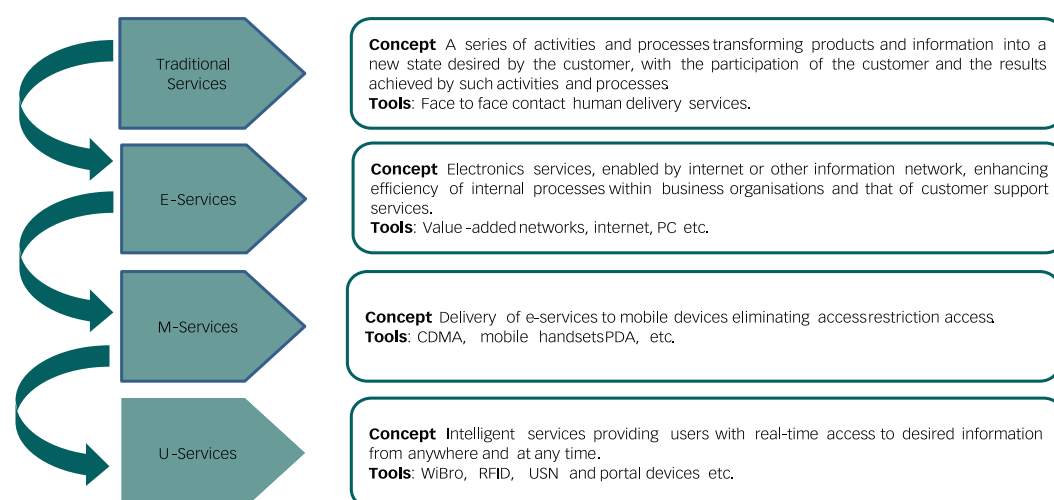 Traditional
Services
Concept A series of activities and processes transforming products and information into a
new state desired by the customer, with the participation of the customer and the results
achieved by such activities and processes.
Tools: Face to face contact human delivery services.
E-Services
Concept Electronics services, enabled by internet or other information network, enhancing
efficiency of internal processes within business organisations and that of customer support
services.
Tools: Value-added networks, internet, PC etc.
M-Services
Concept Delivery of e-services to mobile devices eliminating access restriction access.
Tools: CDMA, mobile handsets PDA, etc.
U-Services
Concept Intelligent services providing users with real-time access to desired information
from anywhere and at any time.
Tools: WiBro, RFID, USN and portal devices etc.